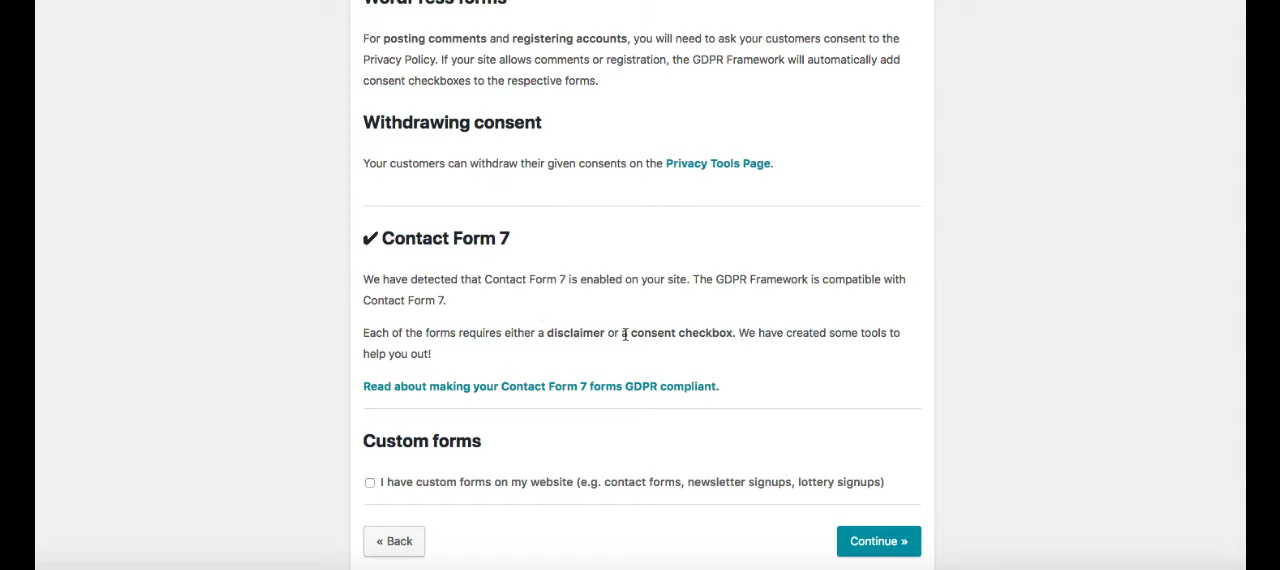 WordPress forms
For posting comments and registering accounts, you will need to ask your customers consent to the
Privacy Policy. If your site allows comments or registration, the GDPR Framework will automatically add
consent checkboxes to the respective forms.
Withdrawing consent
Your customers can withdraw their given consents on the Privacy Tools Page.
✔ Contact Form 7
We have detected that Contact Form 7 is enabled on your site. The GDPR Framework is compatible with
Contact Form 7.
Each of the forms requires either a disclaimer or a consent checkbox. We have created some tools to
help you out!
Read about making your Contact Form 7 forms GDPR compliant.
Custom forms
I have custom forms on my website (e.g. contact forms, newsletter signups, lottery signups)
« Back
Continue »